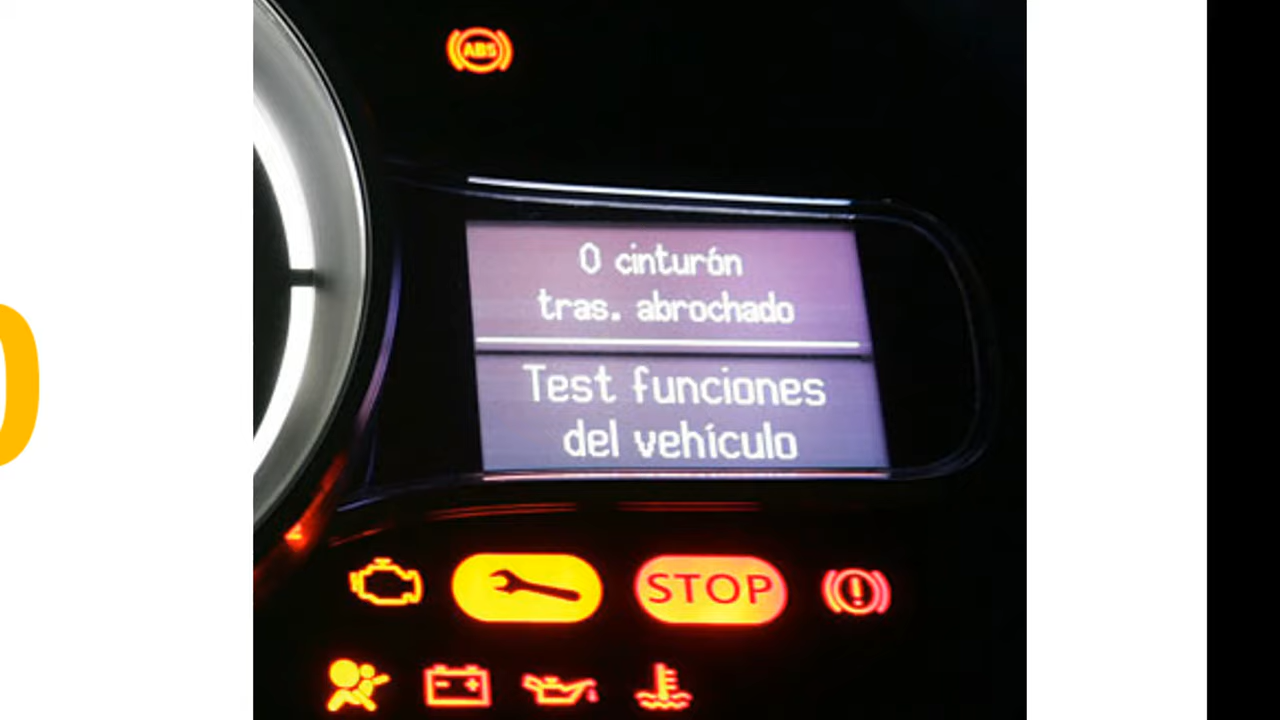 ABS
0 cinturón
tras. abrochado
Test funciones
del vehículo
STOP